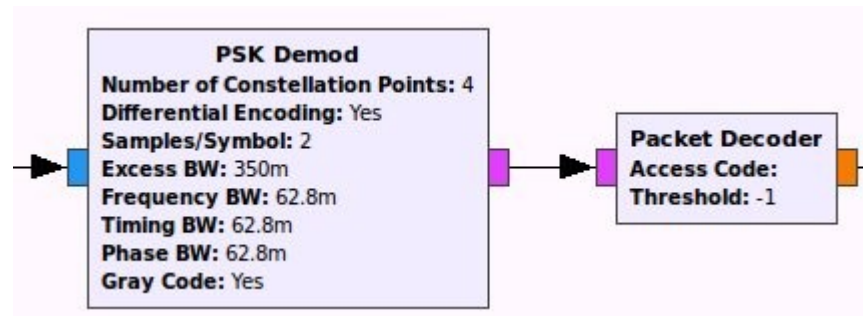 PSK Demod
Number of Constellation Points: 4
Differential Encoding: Yes
Samples/Symbol: 2
Excess BW: 350m
Frequency BW: 62.8m
Timing BW: 62.8m
Phase BW: 62.8m
Gray Code: Yes
Packet Decoder
Access Code:
Threshold: -1